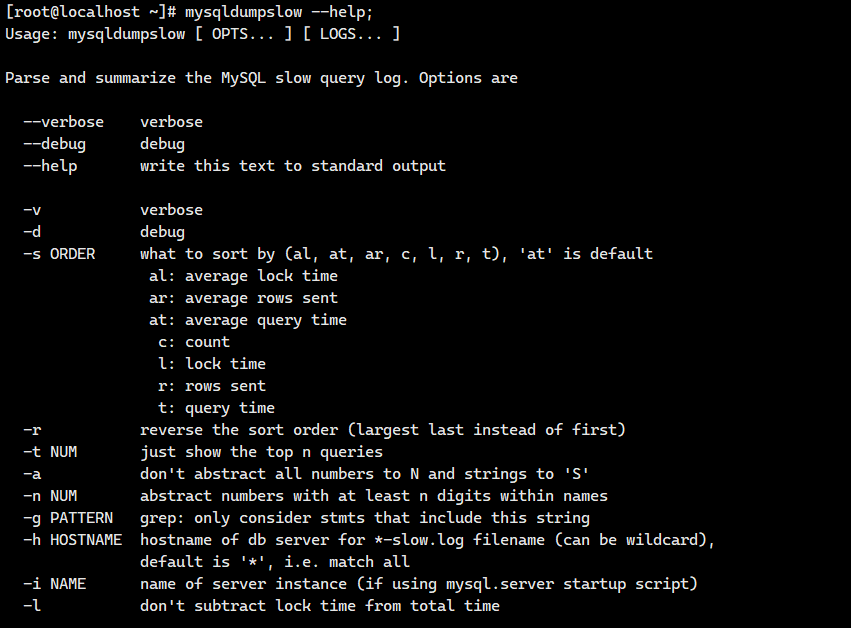 [root@localhost ~]# mysqldumpslow --help;
Usage: mysqldumpslow [ OPTS... ] [ LOGS... ]

Parse and summarize the MySQL slow query log. Options are

  --verbose    verbose
  --debug      debug
  --help       write this text to standard output

  -v           verbose
  -d           debug
  -s ORDER     what to sort by (al, at, ar, c, l, r, t), 'at' is default
                al: average lock time
                ar: average rows sent
                at: average query time
                 c: count
                 l: lock time
                 r: rows sent
                 t: query time
  -r           reverse the sort order (largest last instead of first)
  -t NUM       just show the top n queries
  -a           don't abstract all numbers to N and strings to 'S'
  -n NUM       abstract numbers with at least n digits within names
  -g PATTERN   grep: only consider stmts that include this string
  -h HOSTNAME  hostname of db server for *-slow.log filename (can be wildcard),
               default is '*', i.e. match all
  -i NAME      name of server instance (if using mysql.server startup script)
  -l           don't subtract lock time from total time